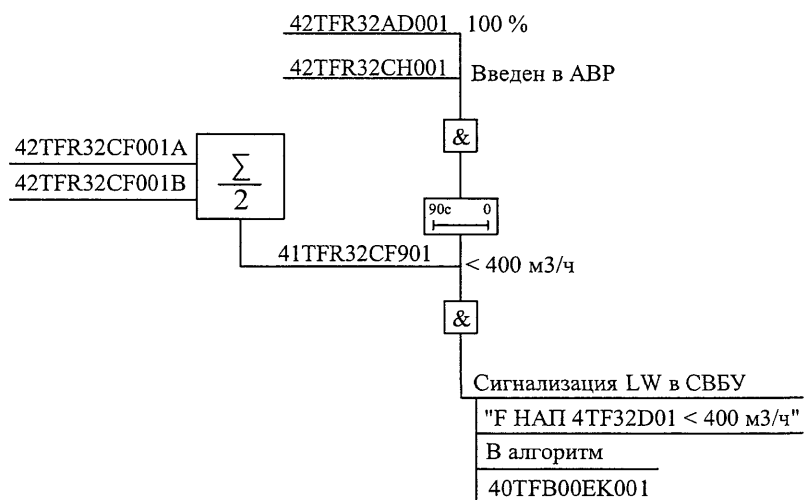 42TFR32AD001 100 %
42TFR32CH001 Введен в АВР
&
42TFR32CF001A
42TFR32CF001B
Σ
2
90с 0
41TFR32CF901 < 400 м3/ч
&
Сигнализация LW в СВБУ
"F НАП 4TF32D01 < 400 м3/ч"
В алгоритм
40TFB00EK001